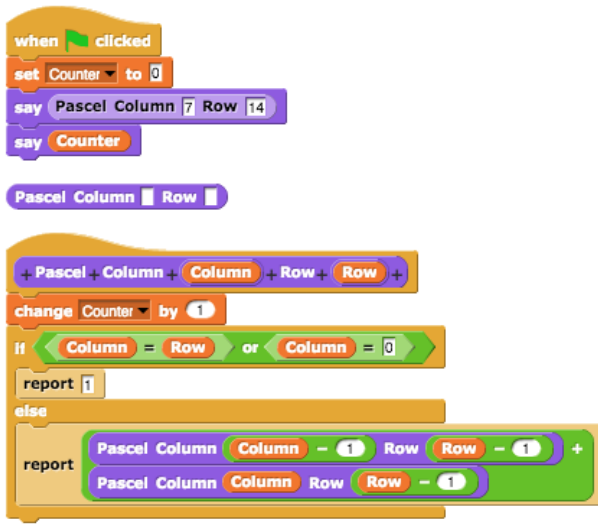 when clicked
set Counter to 0
say Pascel Column 7 Row 14
say Counter
Pascel Column Row
+ Pascel + Column + Column + Row + Row +
change Counter by 1
if Column = Row or Column = 0
report 1
else
Pascel Column Column - 1 Row Row - 1 +
report
Pascel Column Column Row Row - 1